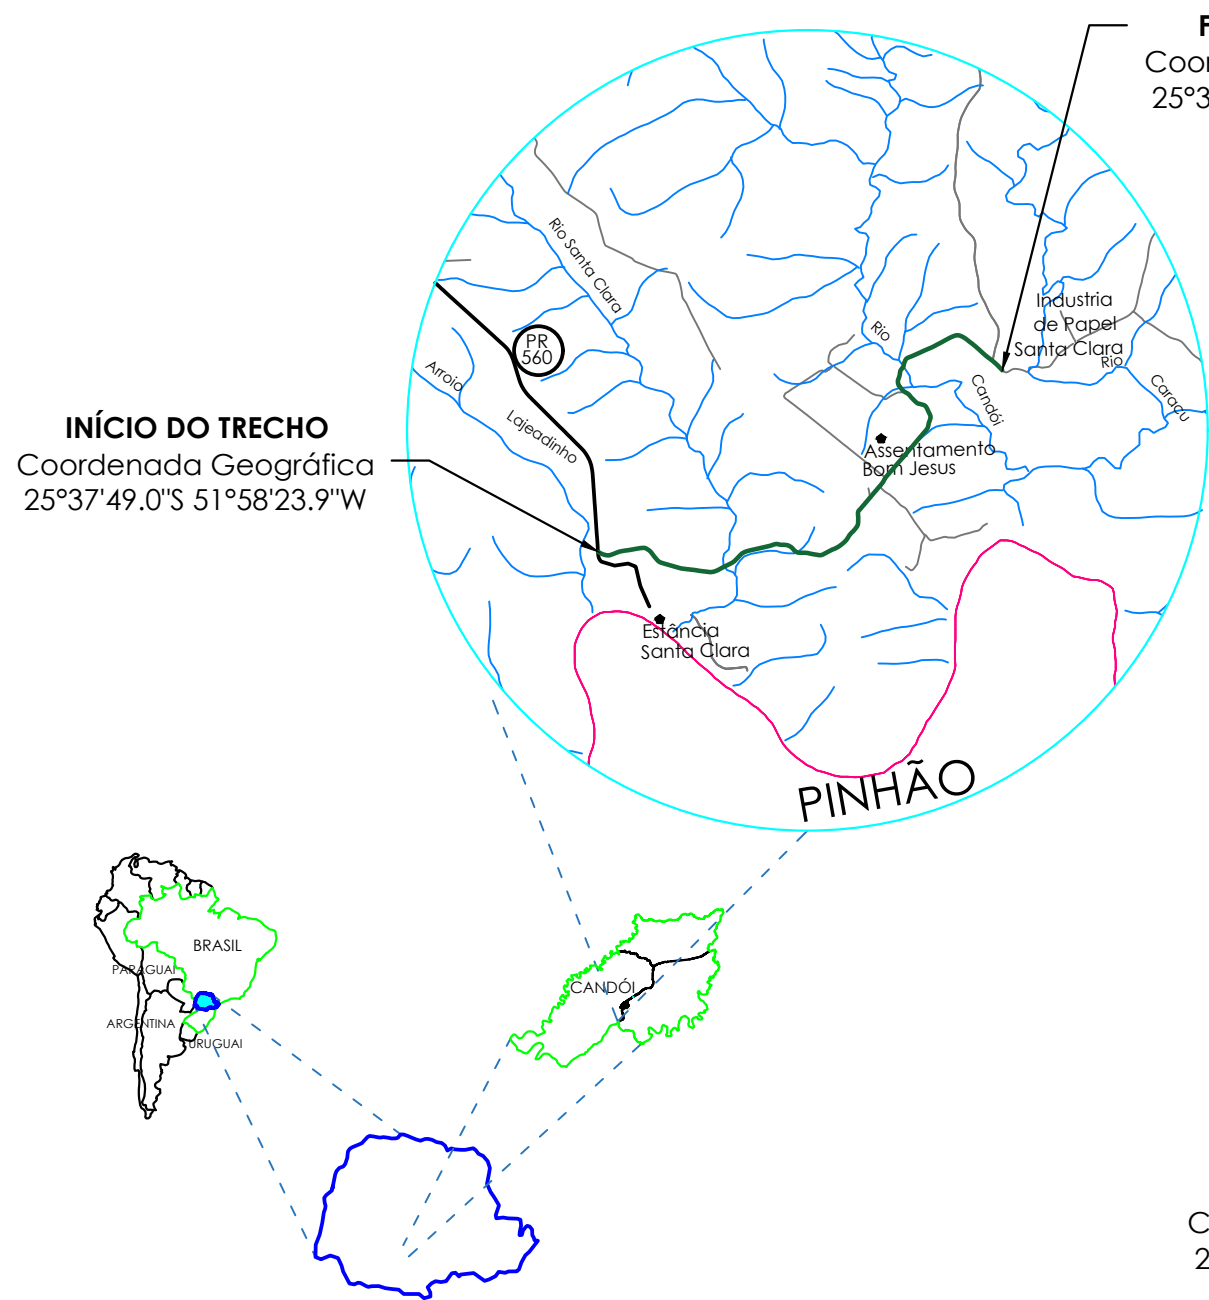 F
Coor
25°3
Rio Santa Clara
Industria
de Papel
Santa Clara
Rio
Caraçu
Rio
Candói
PR
560
Arroio
Lajeadinho
INÍCIO DO TRECHO
Coordenada Geográfica
25°37'49.0"S 51°58'23.9"W
Assentamento
Bom Jesus
Estância
Santa Clara
PINHÃO
BRASIL
PARAGUAI
ARGENTINA
URUGUAI
CANDÓI
C
2